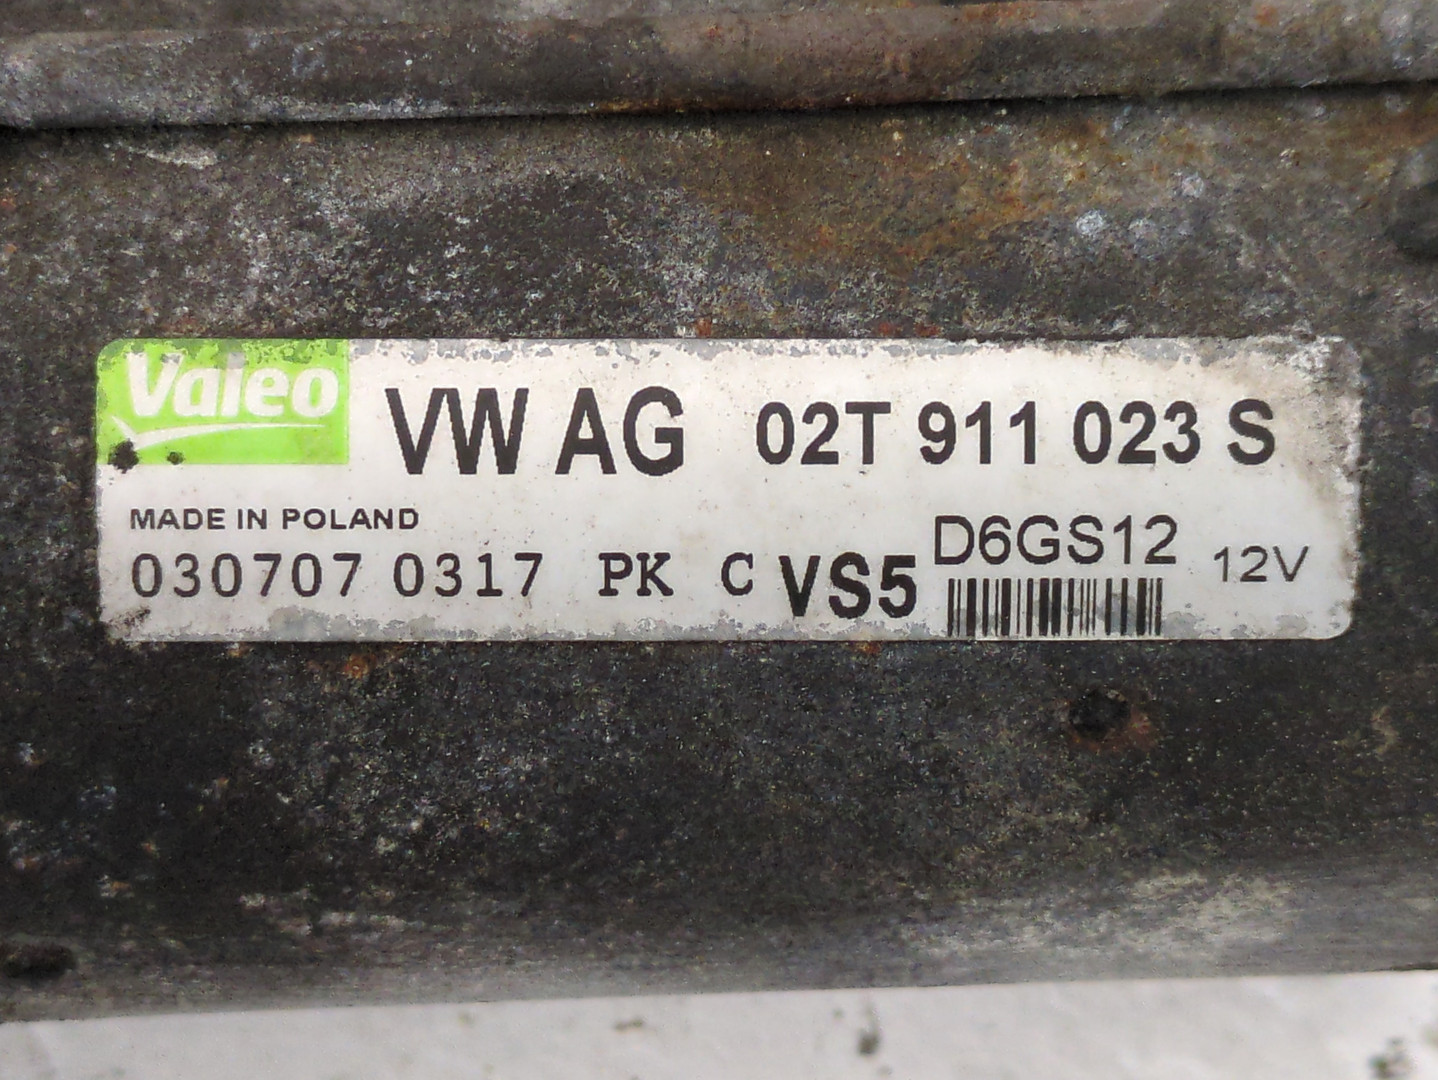 Valeo VW AG 02T 911 023 S
MADE IN POLAND D6GS12
030707 0317 PK C VS5 12V